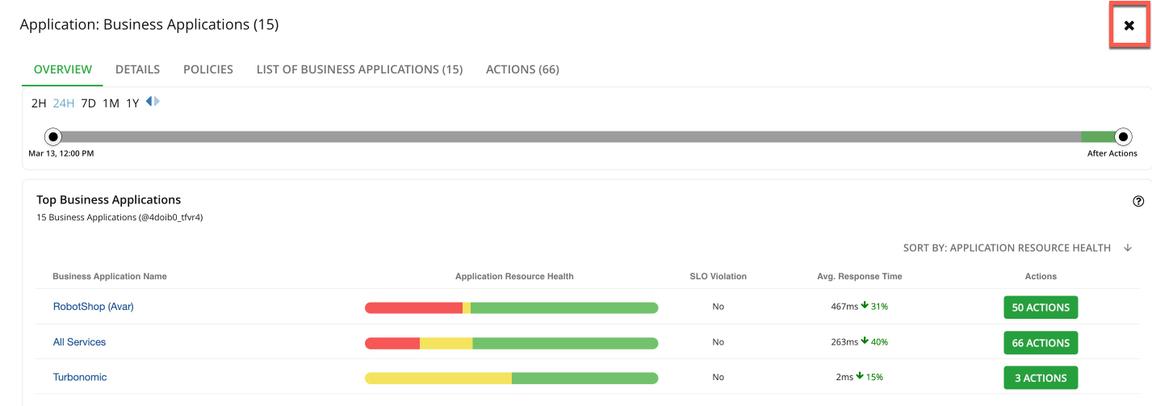 Application: Business Applications (15)
OVERVIEW DETAILS POLICIES LIST OF BUSINESS APPLICATIONS (15) ACTIONS (66)
2H 24H 7D 1M 1Y
Mar 13, 12:00 PM After Actions
Top Business Applications
15 Business Applications (@4doib0_tfvr4)
SORT BY: APPLICATION RESOURCE HEALTH
Business Application Name Application Resource Health SLO Violation Avg. Response Time Actions
RobotShop (Avar) No 467ms 31% 50 ACTIONS
All Services No 263ms 40% 66 ACTIONS
Turbonomic No 2ms 15% 3 ACTIONS